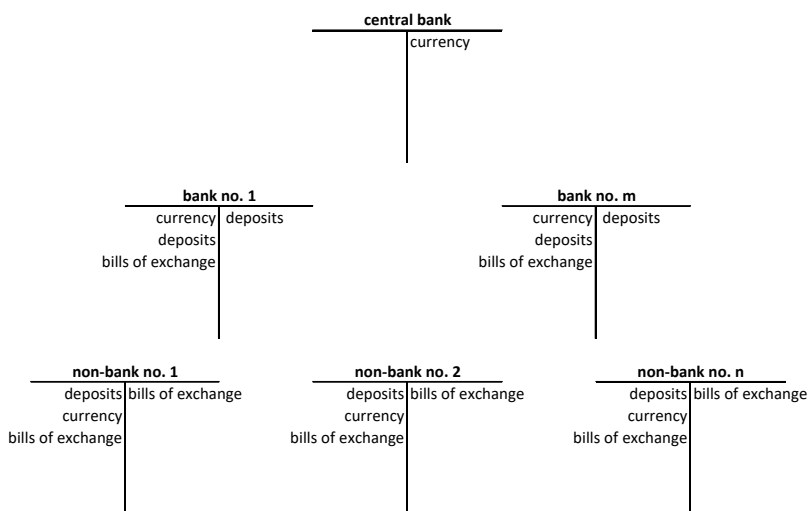 central bank
currency
bank no. 1
bank no. m
currency deposits
currency deposits
deposits
deposits
bills of exchange
bills of exchange
non-bank no. 1
non-bank no. 2
non-bank no. n
deposits bills of exchange
deposits bills of exchange
deposits bills of exchange
currency
currency
currency
bills of exchange
bills of exchange
bills of exchange